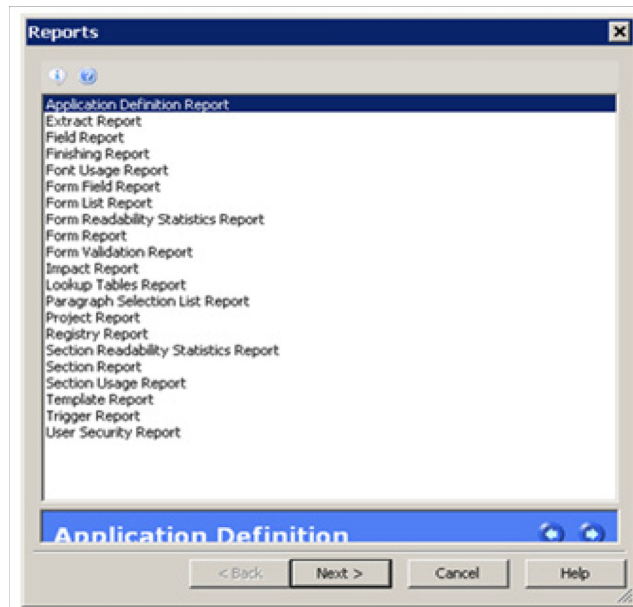 Reports
Application Definition Report
Extract Report
Field Report
Finishing Report
Font Usage Report
Form Field Report
Form List Report
Form Readability Statistics Report
Form Report
Form Validation Report
Impact Report
Lookup Tables Report
Paragraph Selection List Report
Project Report
Registry Report
Section Readability Statistics Report
Section Report
Section Usage Report
Template Report
Trigger Report
User Security Report
Application Definition
< Back Next > Cancel Help